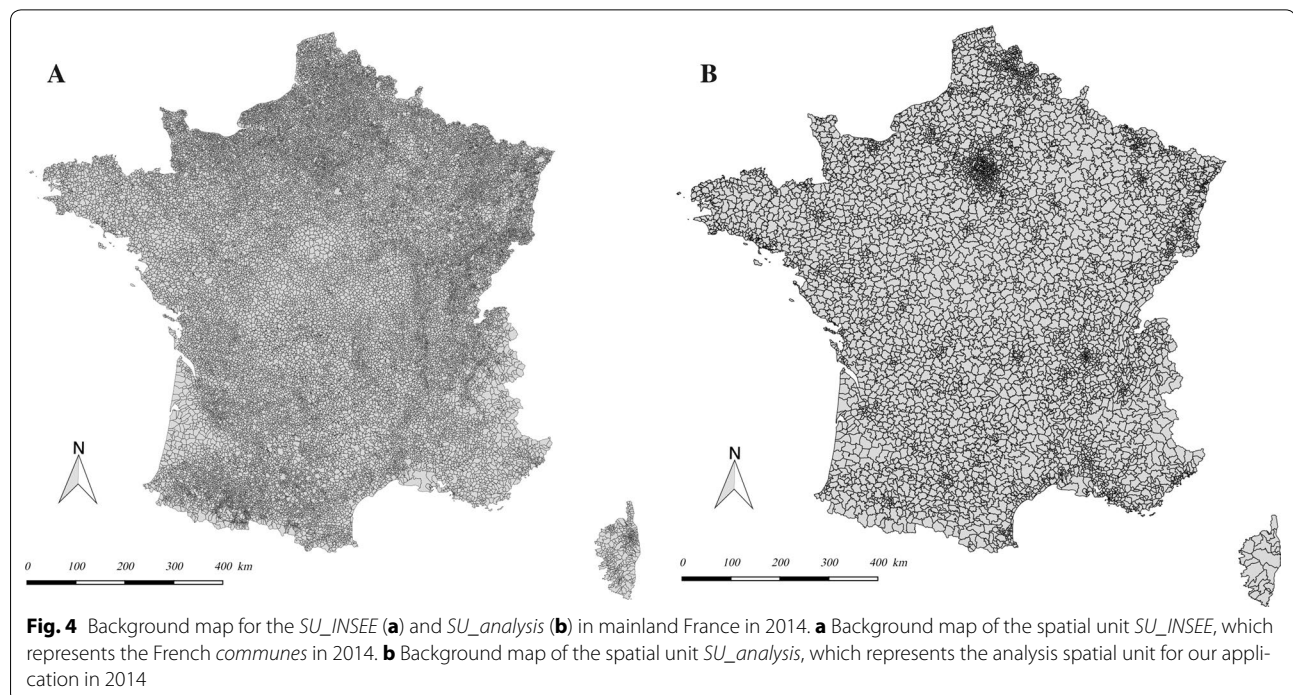 A
B
N
N
0 100 200 300 400 km
0 100 200 300 400 km
Fig. 4 Background map for the SU_INSEE (a) and SU_analysis (b) in mainland France in 2014. a Background map of the spatial unit SU_INSEE, which
represents the French communes in 2014. b Background map of the spatial unit SU_analysis, which represents the analysis spatial unit for our appli-
cation in 2014